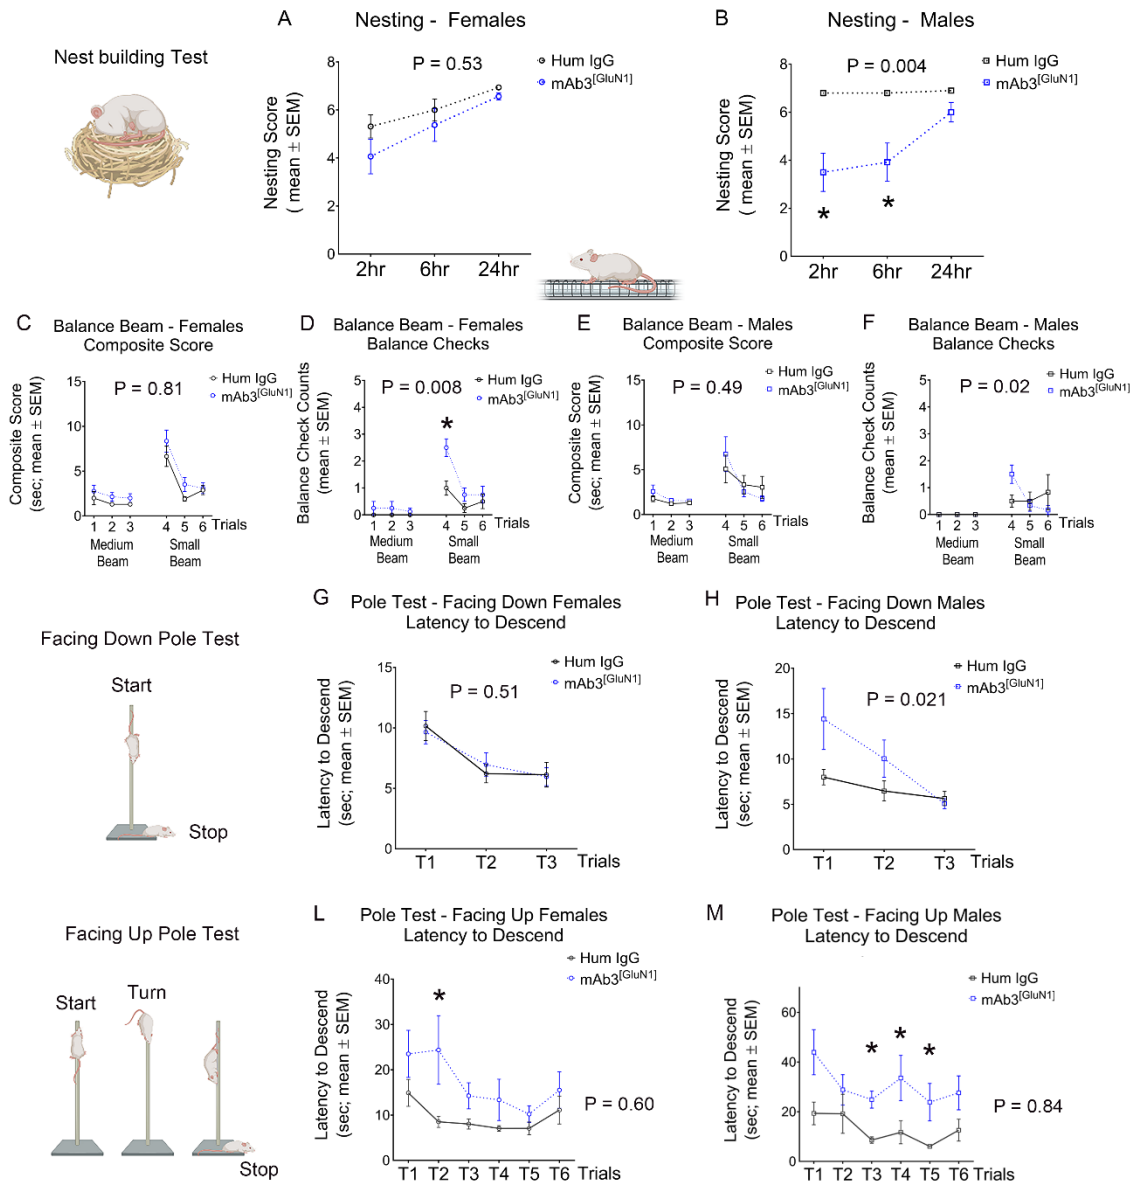 A Nesting - Females
B Nesting - Males
Nest building Test
P = 0.53
Hum IgG
mAb3[GluN1]
P = 0.004
Hum IgG
mAb3[GluN1]
Nesting Score
( mean ± SEM)
8
6
4
2
0
2hr 6hr 24hr
Nesting Score
( mean ± SEM)
8
6
4
2
0
*
*
2hr 6hr 24hr
C Balance Beam - Females
Composite Score
Hum IgG
mAb3[GluN1]
P = 0.81
Composite Score
(sec; mean ± SEM)
15
10
5
0
1 2 3 4 5 6 Trials
Medium
Beam
Small
Beam
D Balance Beam - Females
Balance Checks
Hum IgG
mAb3[GluN1]
P = 0.008
*
Balance Check Counts
(mean ± SEM)
5
4
3
2
1
0
1 2 3 4 5 6 Trials
Medium
Beam
Small
Beam
E Balance Beam - Males
Composite Score
Hum IgG
mAb3[GluN1]
P = 0.49
Composite Score
(sec; mean ± SEM)
15
10
5
0
1 2 3 4 5 6 Trials
Medium
Beam
Small
Beam
F Balance Beam - Males
Balance Checks
Hum IgG
mAb3[GluN1]
P = 0.02
Balance Check Counts
(mean ± SEM)
5
4
3
2
1
0
1 2 3 4 5 6 Trials
Medium
Beam
Small
Beam
Facing Down Pole Test
Start
Stop
G Pole Test - Facing Down Females
Latency to Descend
Hum IgG
mAb3[GluN1]
P = 0.51
Latency to Descend
(sec; mean ± SEM)
15
10
5
0
T1 T2 T3 Trials
H Pole Test - Facing Down Males
Latency to Descend
Hum IgG
mAb3[GluN1]
P = 0.021
Latency to Descend
(sec; mean ± SEM)
20
15
10
5
0
T1 T2 T3 Trials
Facing Up Pole Test
Start
Turn
Stop
L Pole Test - Facing Up Females
Latency to Descend
Hum IgG
mAb3[GluN1]
*
P = 0.60
Latency to Descend
(sec; mean ± SEM)
40
30
20
10
0
T1 T2 T3 T4 T5 T6 Trials
M Pole Test - Facing Up Males
Latency to Descend
Hum IgG
mAb3[GluN1]
* * *
P = 0.84
Latency to Descend
(sec; mean ± SEM)
60
40
20
0
T1 T2 T3 T4 T5 T6 Trials